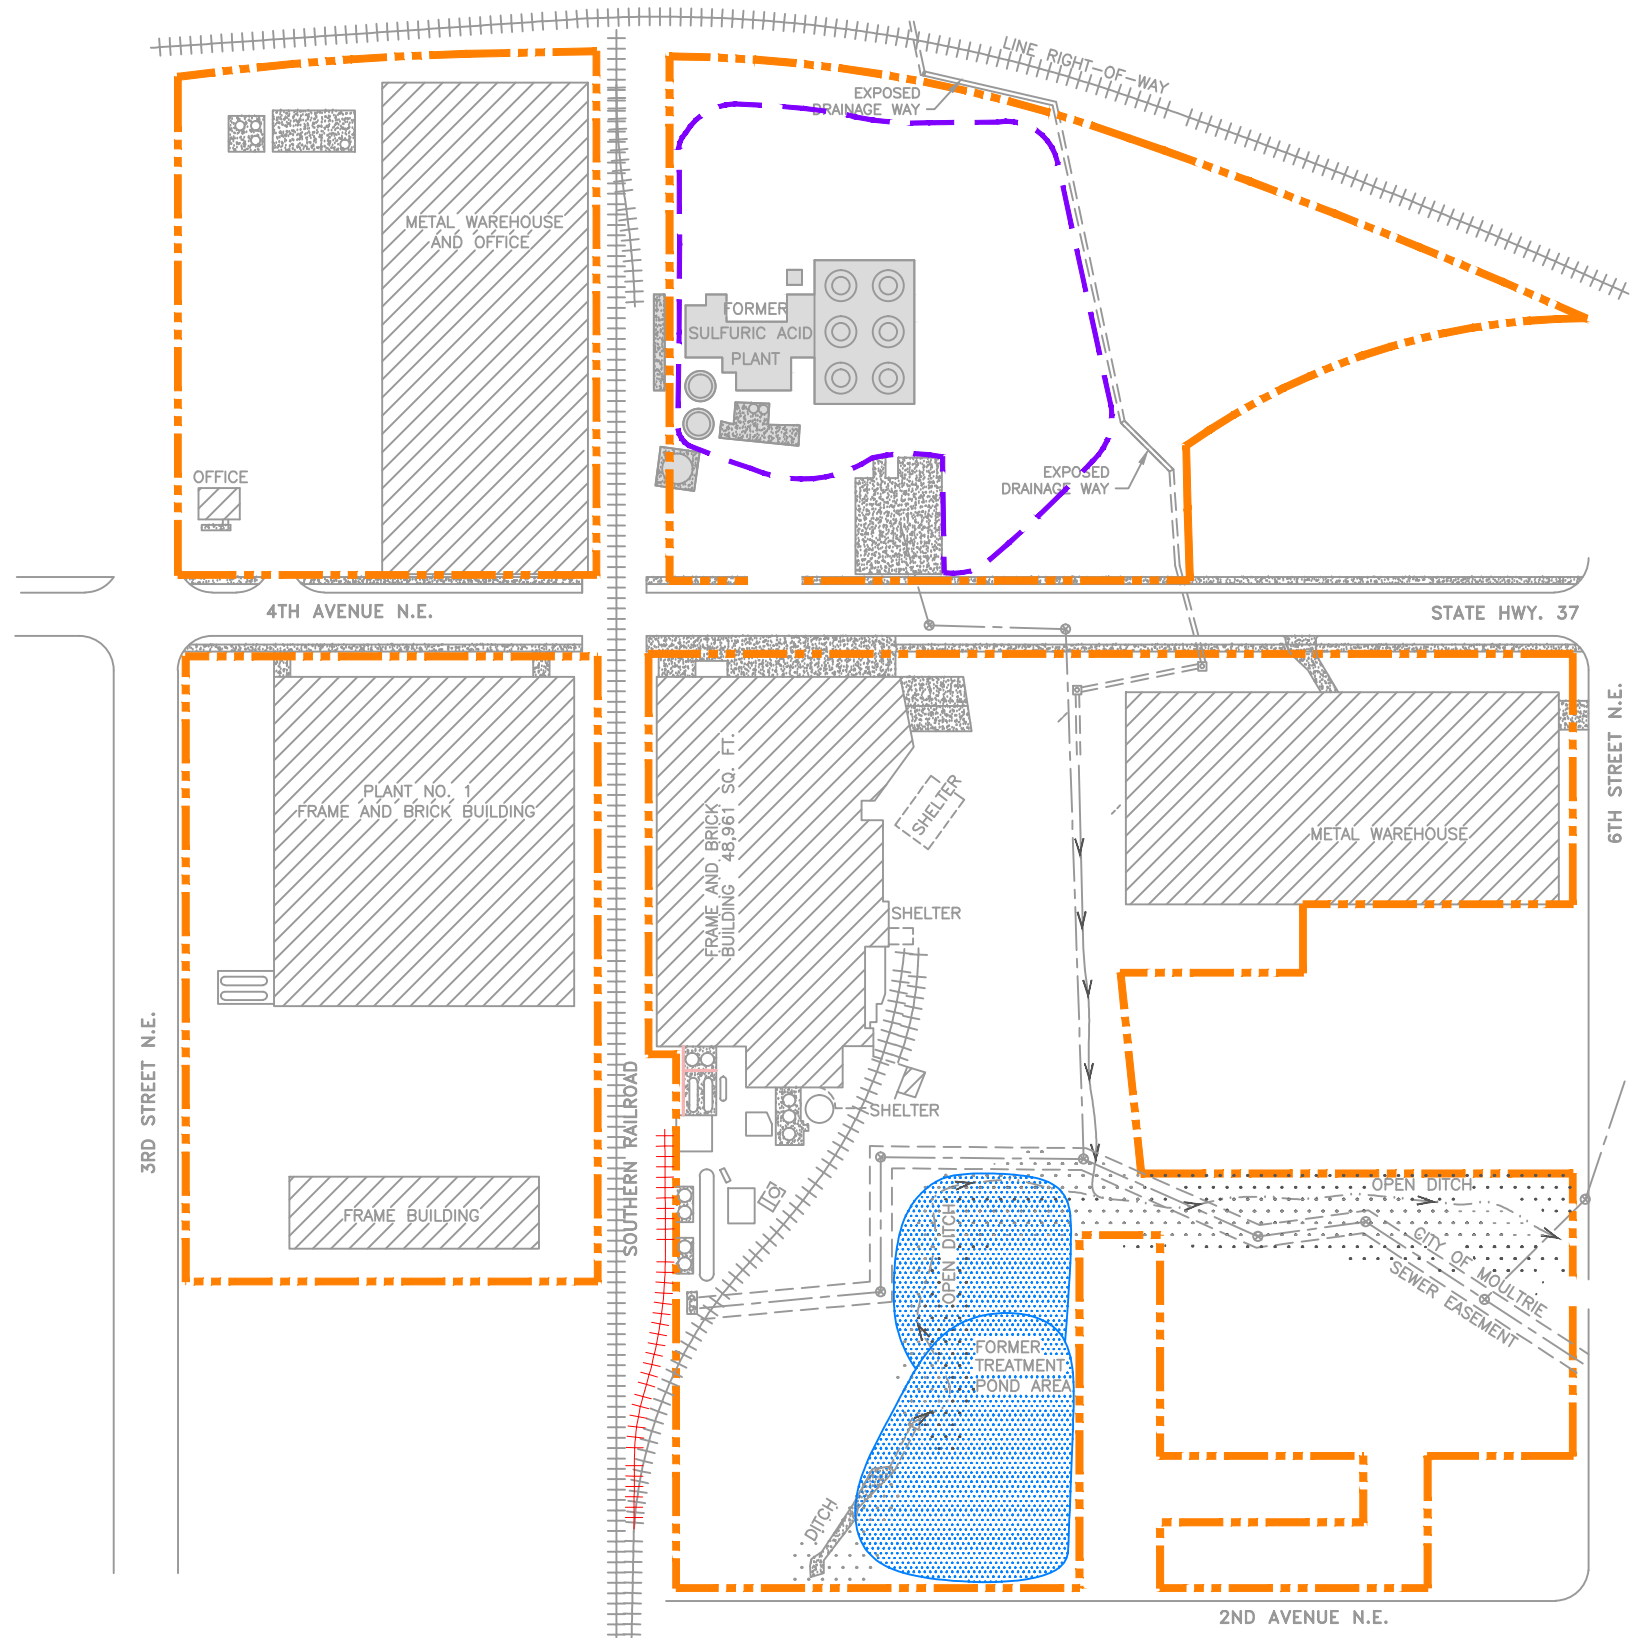 LINE RIGHT-OF-WAY
EXPOSED
DRAINAGE WAY
METAL WAREHOUSE
AND OFFICE
FORMER
SULFURIC ACID
PLANT
OFFICE
EXPOSED
DRAINAGE WAY
4TH AVENUE N.E.
STATE HWY. 37
6TH STREET N.E.
PLANT NO. 1
FRAME AND BRICK BUILDING
FRAME AND BRICK
BUILDING 48,961 SQ. FT.
SHELTER
METAL WAREHOUSE
SHELTER
3RD STREET N.E.
SOUTHERN RAILROAD
SHELTER
FRAME BUILDING
OPEN DITCH
OPEN DITCH
CITY OF MOULTRIE
SEWER EASEMENT
FORMER
TREATMENT
POND AREA
DITCH
2ND AVENUE N.E.